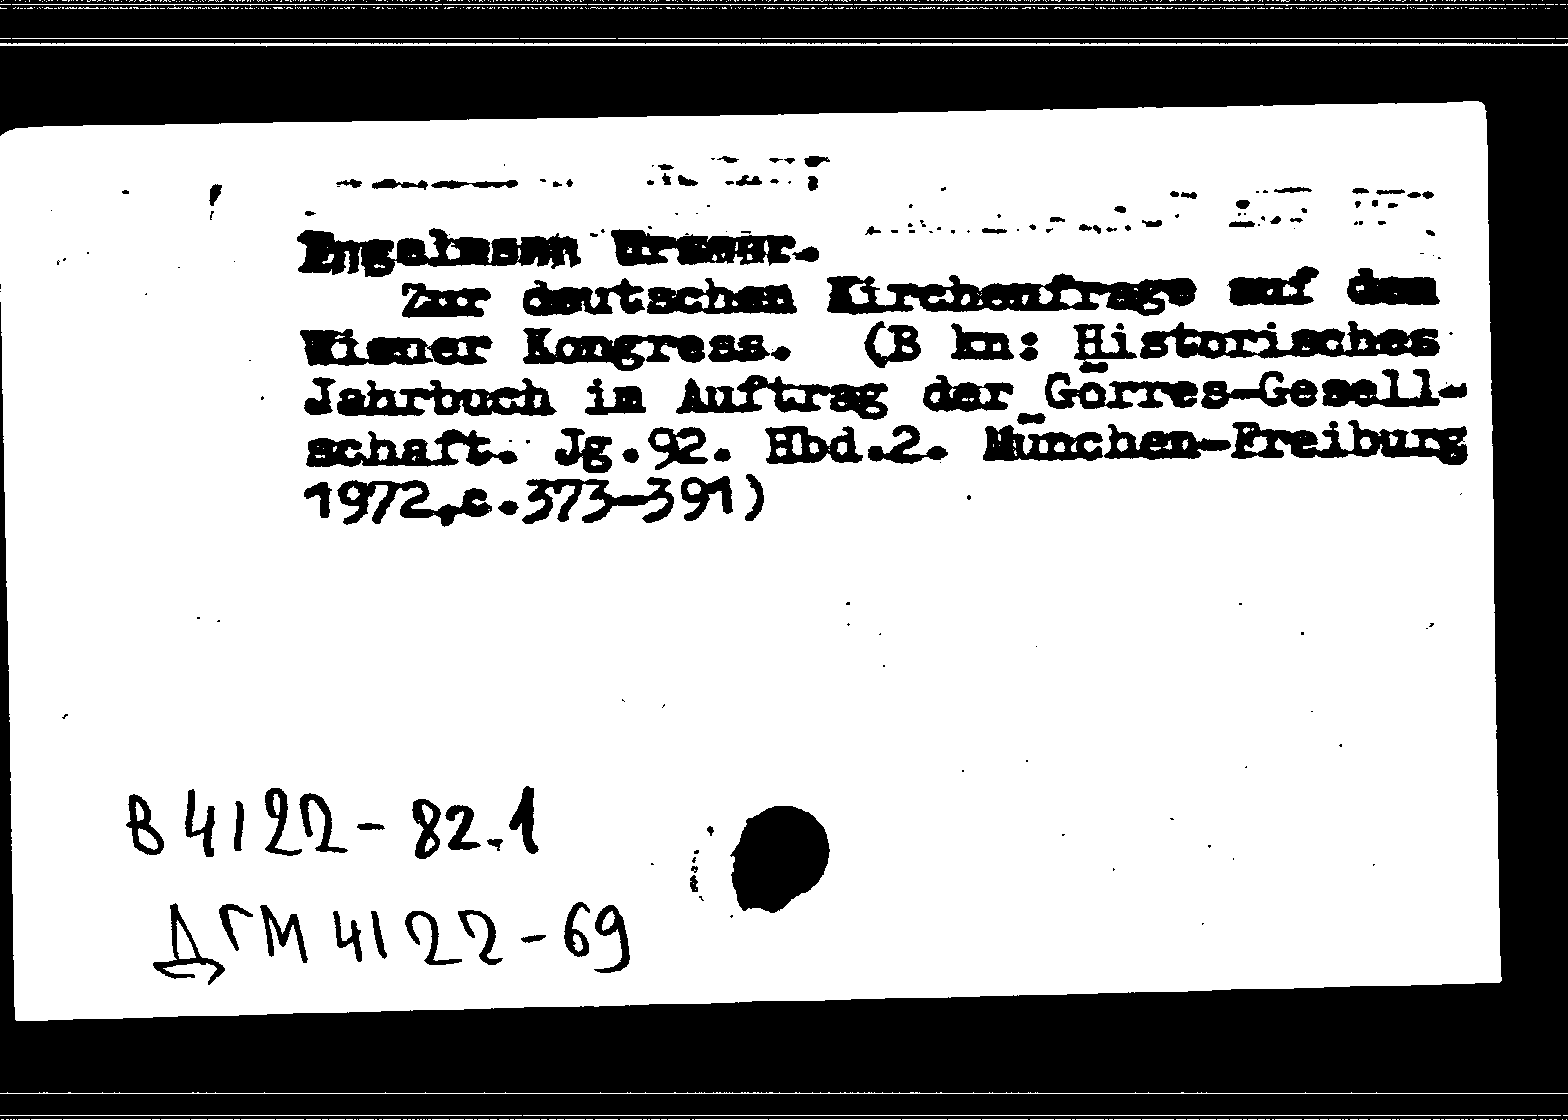 Engelmann Ursmar.
Zur deutschen Kirchenfrage auf dem
Wiener Kongress. (B kn: Historisches
Jahrbuch im Auftrag der Görres-Gesell-
schaft. Jg.92. Hbd.2. München-Freiburg
1972,c.373-391)
B 4122-82.1
ДГМ 4122-69